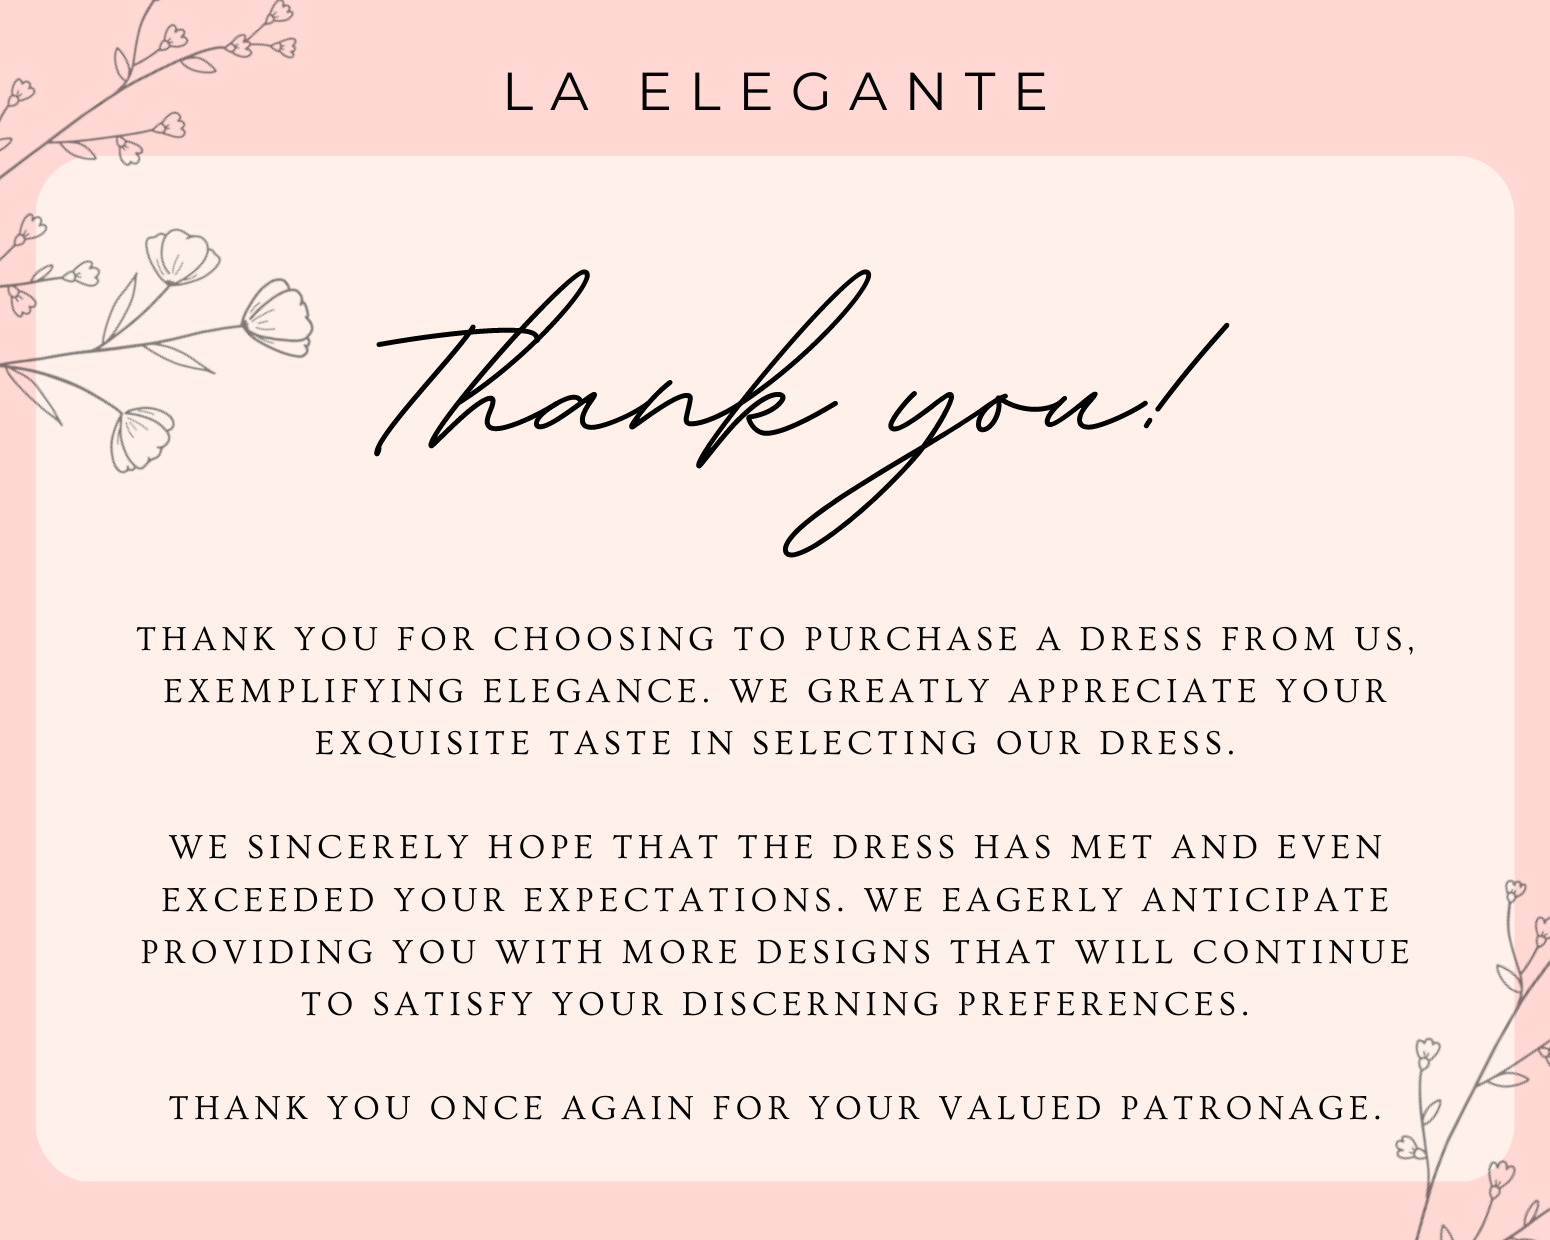 LA ELEGANTE
Thank you!
THANK YOU FOR CHOOSING TO PURCHASE A DRESS FROM US,
EXEMPLIFYING ELEGANCE. WE GREATLY APPRECIATE YOUR
EXQUISITE TASTE IN SELECTING OUR DRESS.
WE SINCERELY HOPE THAT THE DRESS HAS MET AND EVEN
EXCEEDED YOUR EXPECTATIONS. WE EAGERLY ANTICIPATE
PROVIDING YOU WITH MORE DESIGNS THAT WILL CONTINUE
TO SATISFY YOUR DISCERNING PREFERENCES.
THANK YOU ONCE AGAIN FOR YOUR VALUED PATRONAGE.